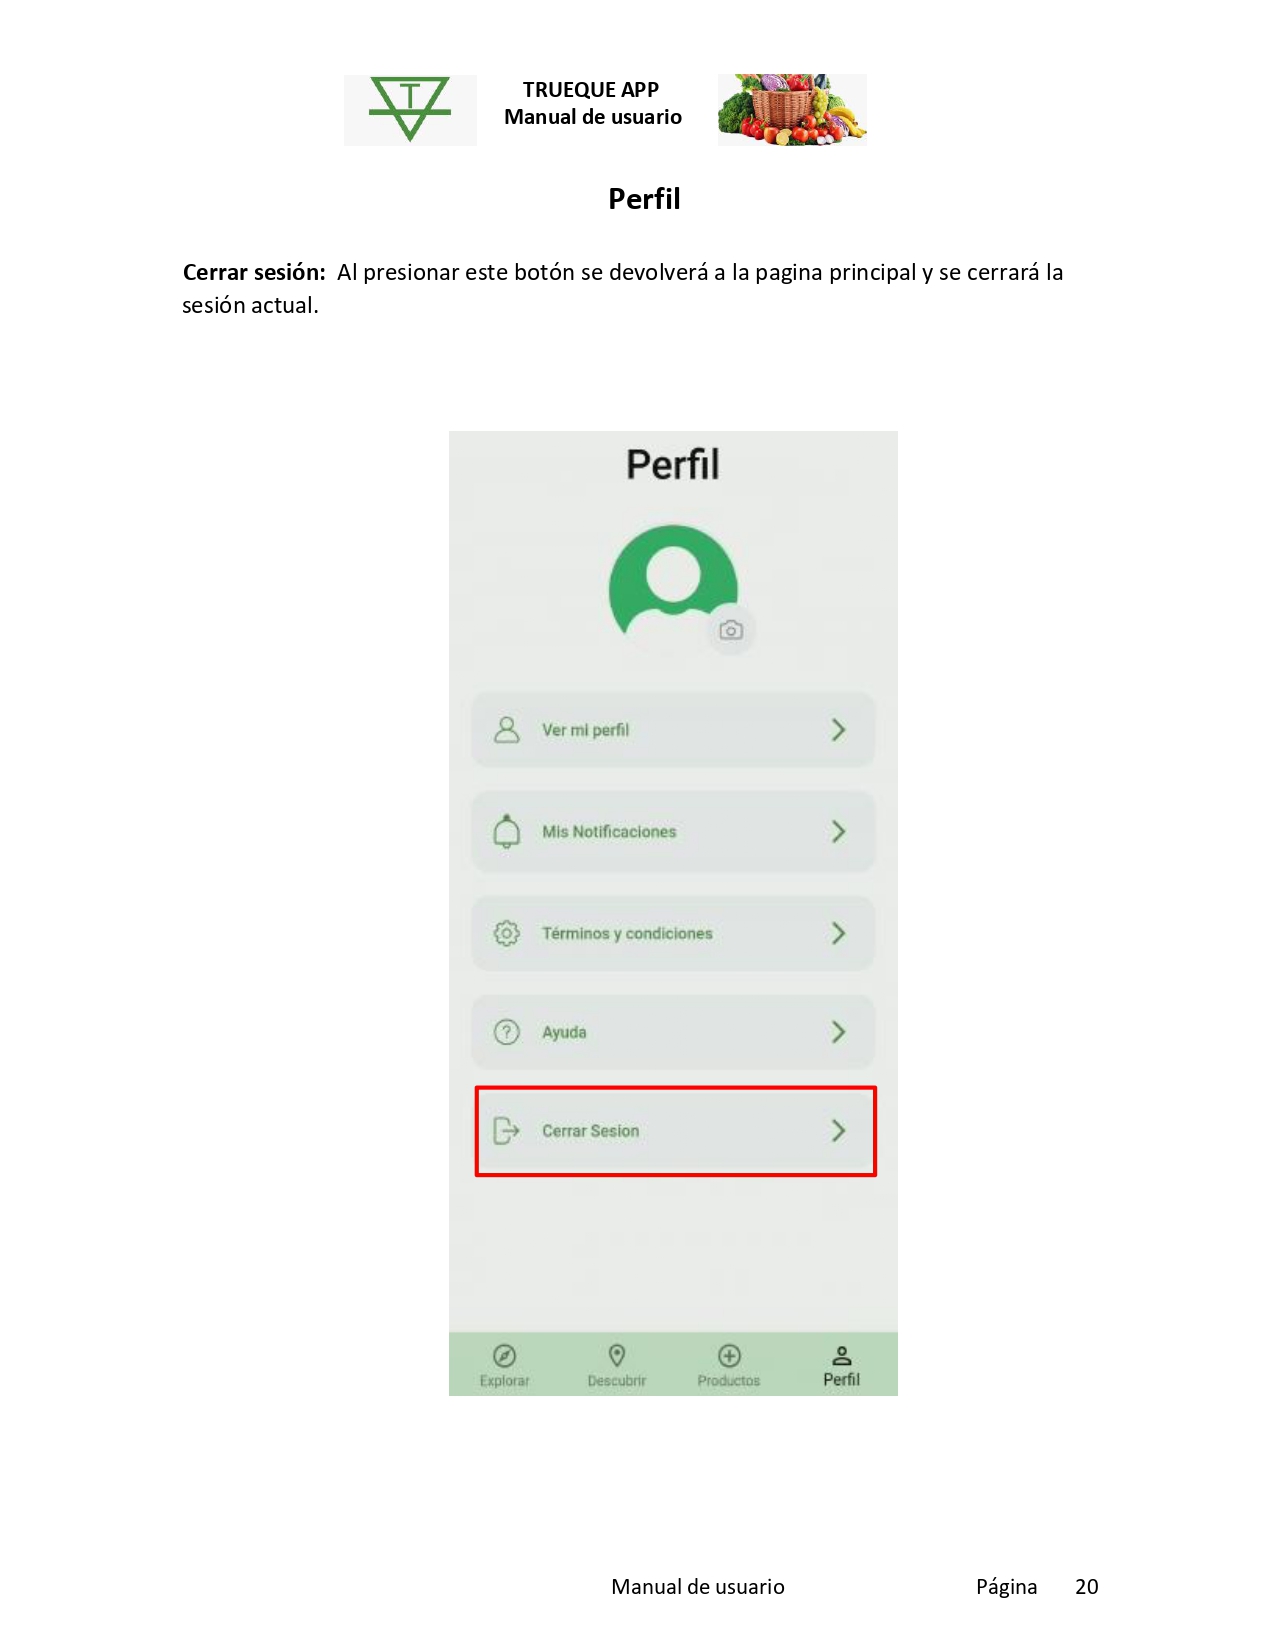 T
TRUEQUE APP
Manual de usuario
Perfil
Cerrar sesión: Al presionar este botón se devolverá a la pagina principal y se cerrará la
sesión actual.
Perfil
Ver mi perfil
Mis Notificaciones
Términos y condiciones
? Ayuda
Cerrar Sesion
Explorar Descubrir Productos Perfil
Manual de usuario Página 20